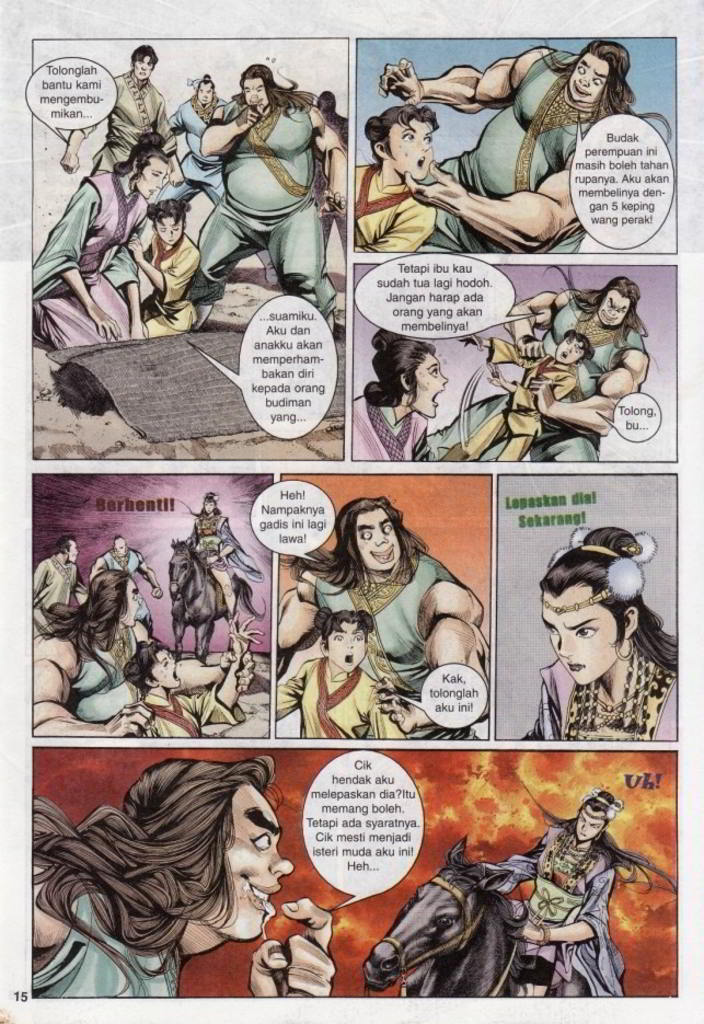 Tolonglah
bantu kami
mengembu-
mikan...
...suamiku.
Aku dan
anakku akan
memperham-
bakan diri
kepada orang
budiman
yang...
Budak
perempuan ini
masih boleh tahan
rupanya. Aku akan
membelinya den-
gan 5 keping
wang perak!
Tetapi ibu kau
sudah tua lagi hodoh.
Jangan harap ada
orang yang akan
membelinya!
Tolong,
bu...
Berhenti!
Heh!
Nampaknya
gadis ini lagi
lawa!
Kak,
tolonglah
aku ini!
Lepaskan dia!
Sekarang!
Cik
hendak aku
melepaskan dia?Itu
memang boleh.
Tetapi ada syaratnya.
Cik mesti menjadi
isteri muda aku ini!
Heh...
Uh!
15